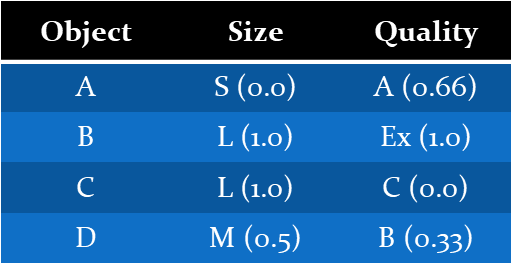 Object Size Quality
A S (0.0) A (0.66)
B L (1.0) Ex (1.0)
C L (1.0) C (0.0)
D M (0.5) B (0.33)